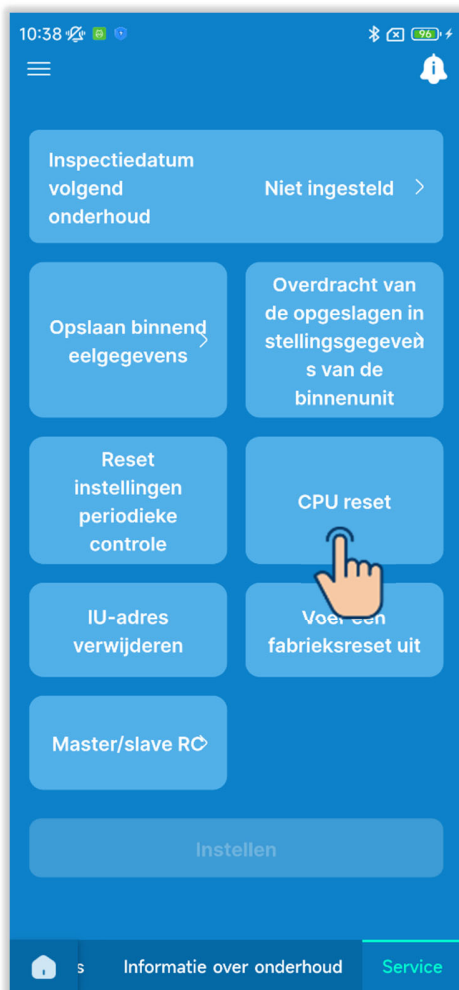 10:38
96
Inspectiedatum
volgend
onderhoud
Niet ingesteld
Opslaan binnend
eelgegevens
Overdracht van
de opgeslagen in
stellingsgegeven
s van de
binnenunit
Reset
instellingen
periodieke
controle
CPU reset
IU-adres
verwijderen
Voer een
fabrieksreset uit
Master/slave RC
Instellen
s
Informatie over onderhoud
Service